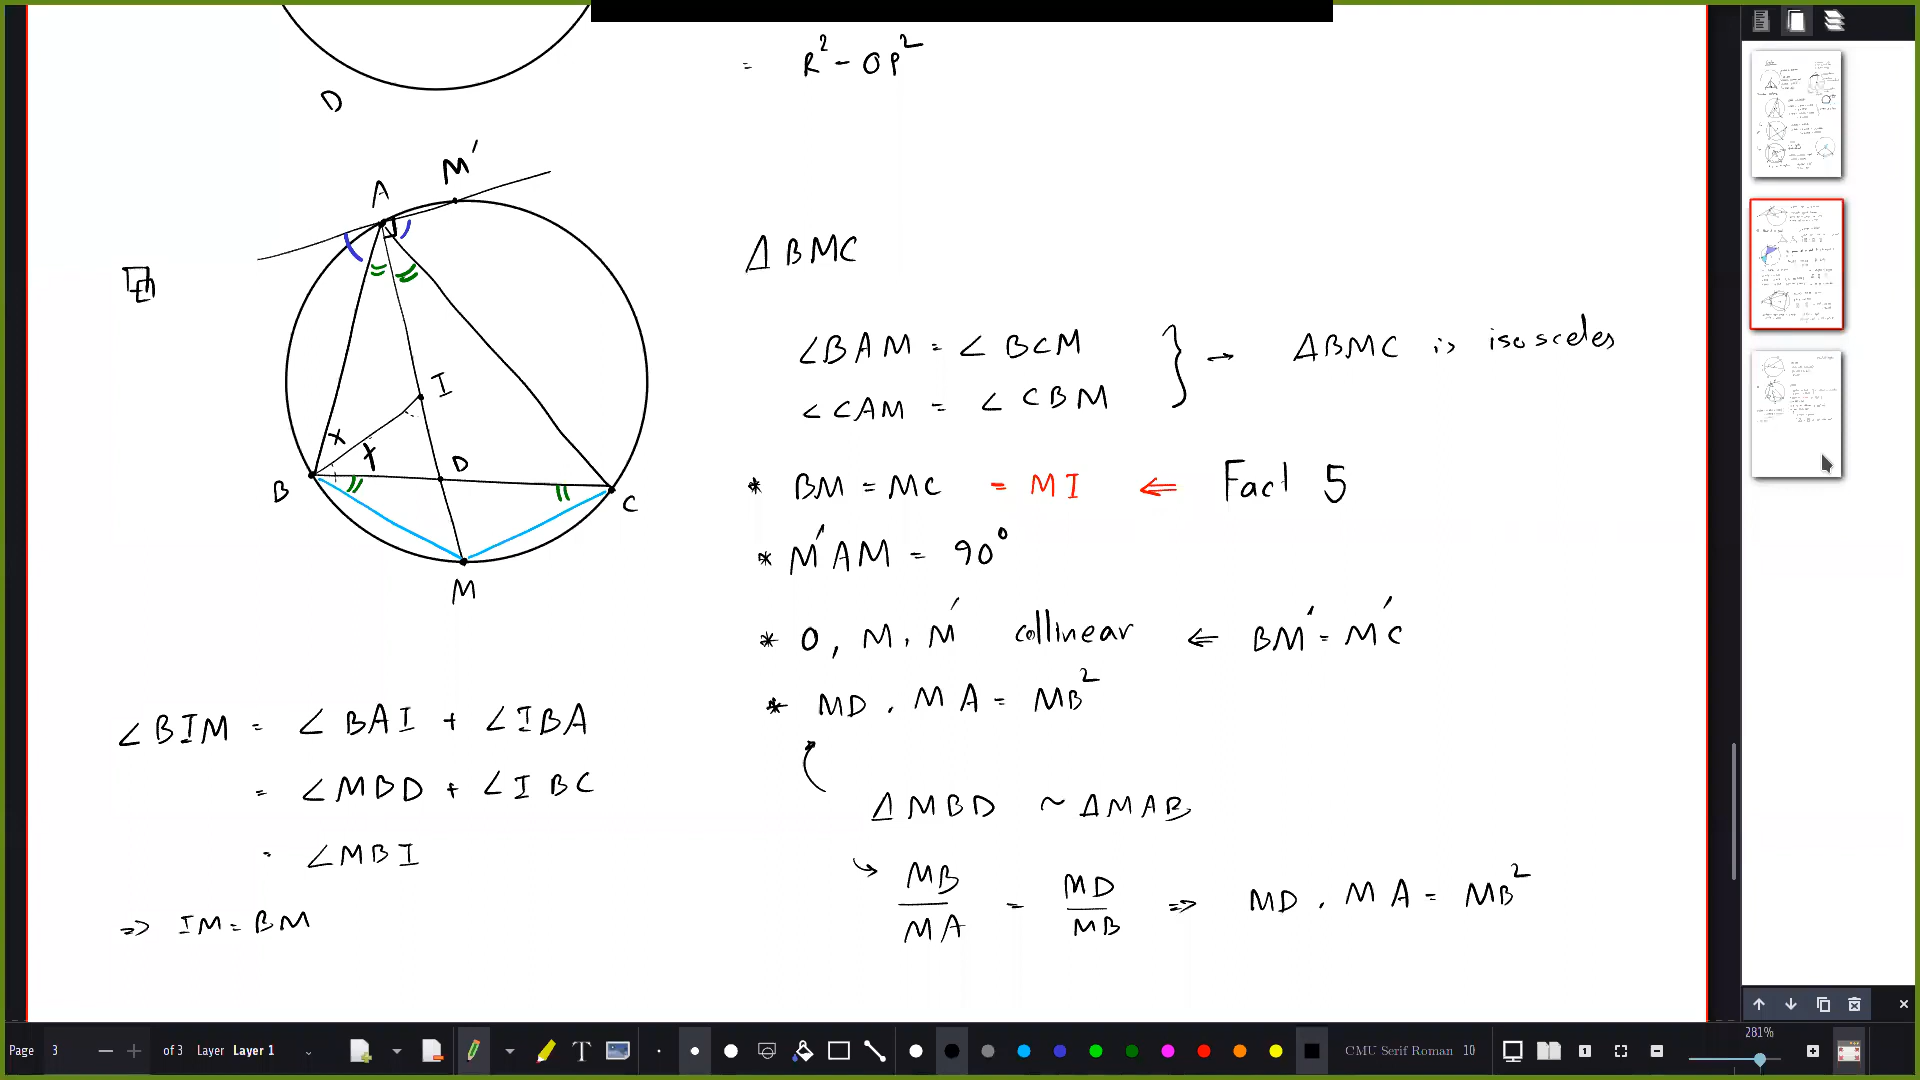 = R² - OP²
D
M'
A
ΔBMC
I
∠BAM = ∠BCM
→ ΔBMC is isosceles
∠CAM = ∠CBM
x
x
D
B
C
* BM = MC = MI ⇐ Fact 5
* M'AM = 90°
M
* O, M, M' collinear ⇐ BM' = M'C
* MD . MA = MB²
∠BIM = ∠BAI + ∠IBA
= ∠MBD + ∠IBC
= ∠MBI
⇒ IM = BM
ΔMBD ~ ΔMAB
MB/MA = MD/MB ⇒ MD . MA = MB²
281%
Page 3 of 3 Layer Layer 1
CMU Serif Roman 10